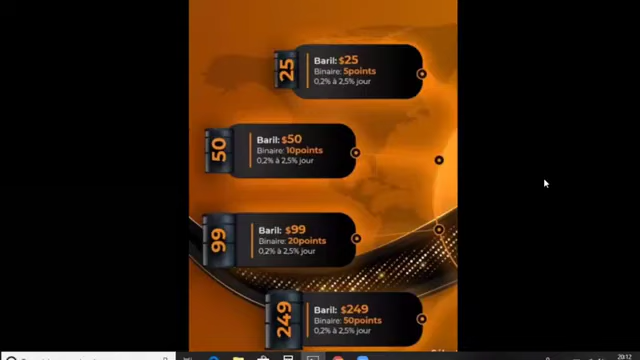 25
Baril: $25
Binaire: 5points
0,2% à 2,5% jour
50
Baril: $50
Binaire: 10points
0,2% à 2,5% jour
99
Baril: $99
Binaire: 20points
0,2% à 2,5% jour
249
Baril: $249
Binaire: 50points
0,2% à 2,5% jour
20:17